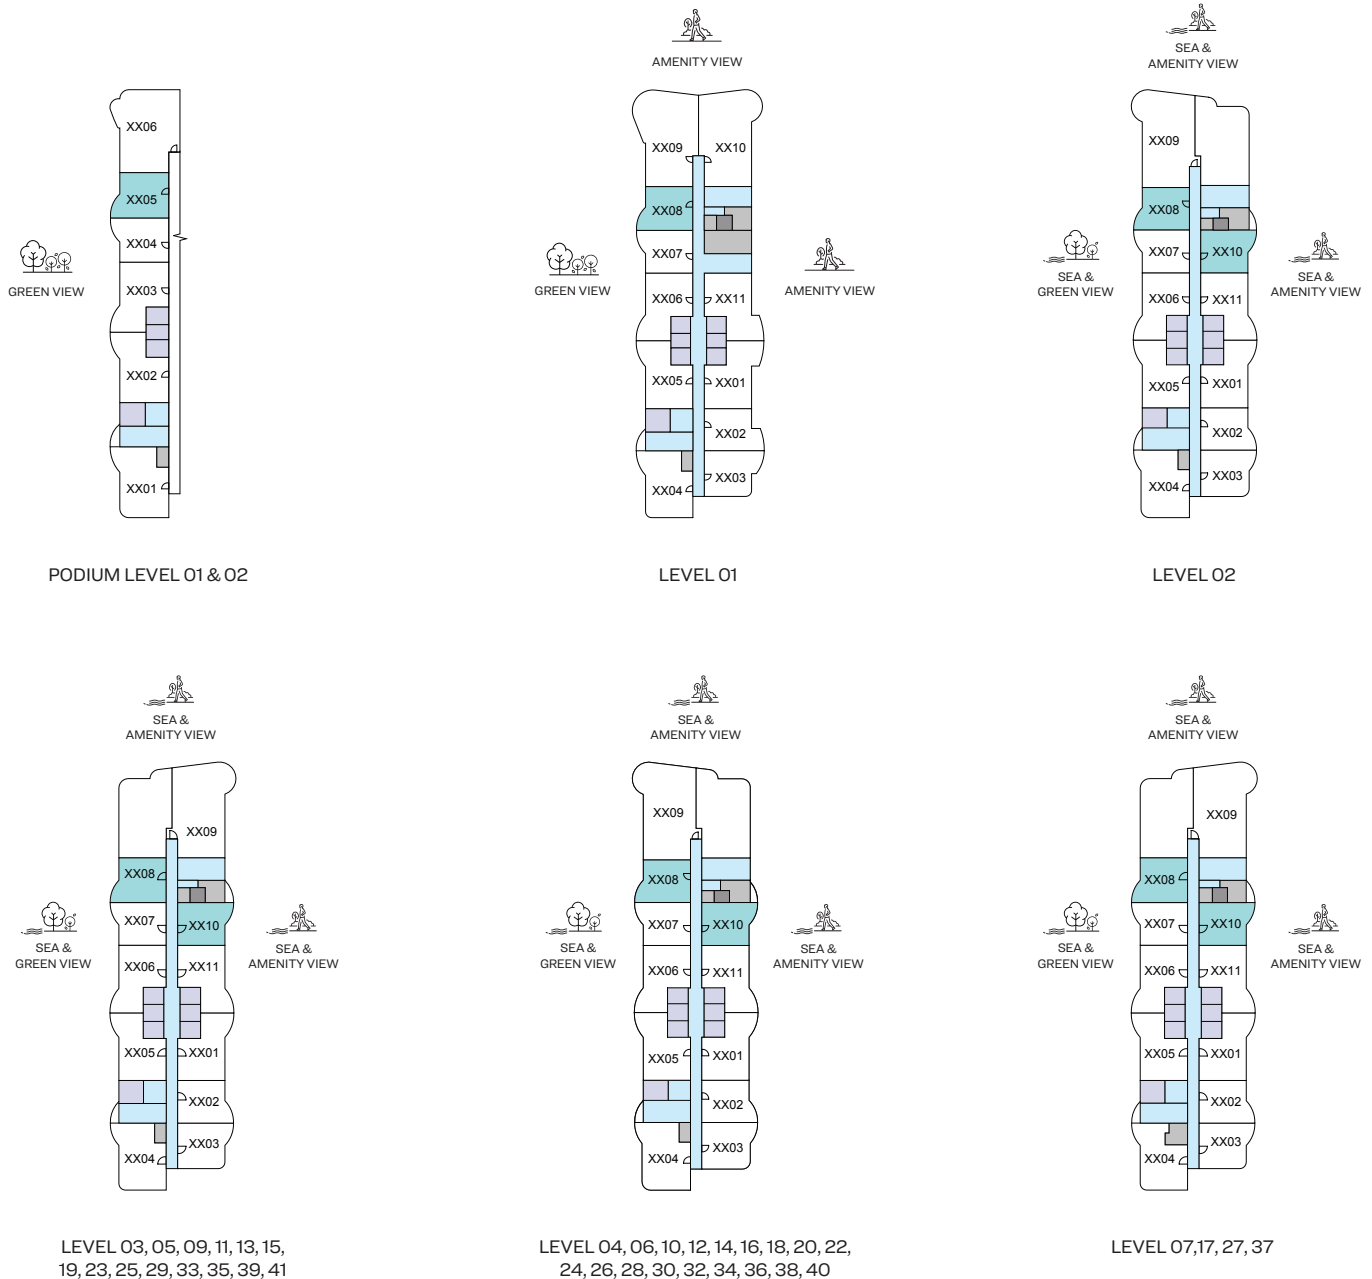 AMENITY VIEW
SEA &
AMENITY VIEW
XX06
XX05
XX04
XX03
XX02
XX01
GREEN VIEW
PODIUM LEVEL 01 & 02
XX09
XX10
XX08
XX07
XX06
XX11
XX05
XX01
XX02
XX04
XX03
GREEN VIEW
AMENITY VIEW
LEVEL 01
XX09
XX08
XX07
XX10
XX06
XX11
XX05
XX01
XX02
XX04
XX03
SEA &
GREEN VIEW
SEA &
AMENITY VIEW
LEVEL 02
SEA &
AMENITY VIEW
XX09
XX08
XX07
XX10
XX06
XX11
XX05
XX01
XX02
XX03
XX04
SEA &
GREEN VIEW
SEA &
AMENITY VIEW
LEVEL 03, 05, 09, 11, 13, 15,
19, 23, 25, 29, 33, 35, 39, 41
SEA &
AMENITY VIEW
XX09
XX08
XX07
XX10
XX06
XX11
XX05
XX01
XX02
XX03
XX04
SEA &
GREEN VIEW
SEA &
AMENITY VIEW
LEVEL 04, 06, 10, 12, 14, 16, 18, 20, 22,
24, 26, 28, 30, 32, 34, 36, 38, 40
SEA &
AMENITY VIEW
XX09
XX08
XX07
XX10
XX06
XX11
XX05
XX01
XX02
XX03
XX04
SEA &
GREEN VIEW
SEA &
AMENITY VIEW
LEVEL 07,17, 27, 37